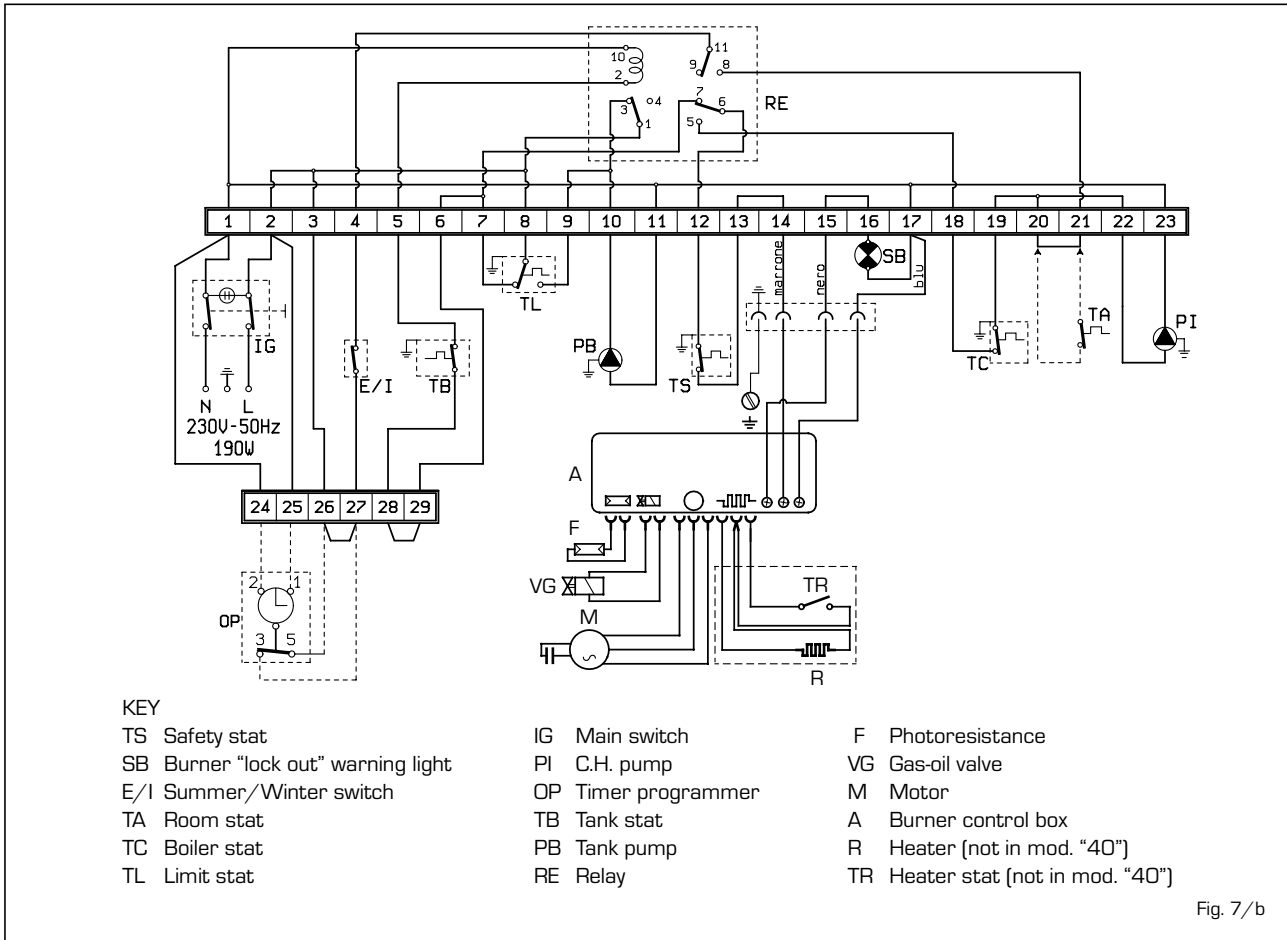 10
2
3
4
1
11
9
8
7
6
5
RE
1 2 3 4 5 6 7 8 9 10 11 12 13 14 15 16 17 18 19 20 21 22 23
IG
N L
230V-50Hz
190W
E/I
TB
TL
PB
TS
marrone
nero
SB
blu
TC
TA
PI
24 25 26 27 28 29
2 1
OP
3 5
A
F
VG
M
TR
R
KEY
TS Safety stat
SB Burner “lock out” warning light
E/I Summer/Winter switch
TA Room stat
TC Boiler stat
TL Limit stat
IG Main switch
PI C.H. pump
OP Timer programmer
TB Tank stat
PB Tank pump
RE Relay
F Photoresistance
VG Gas-oil valve
M Motor
A Burner control box
R Heater (not in mod. “40”)
TR Heater stat (not in mod. “40”)
Fig. 7/b